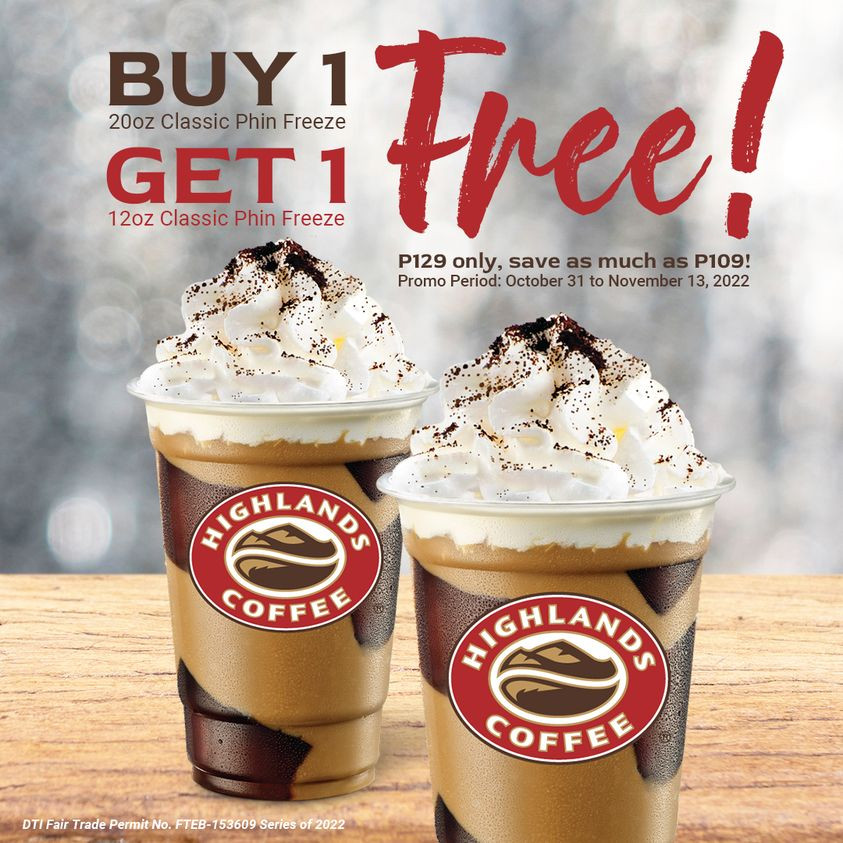 BUY 1
20oz Classic Phin Freeze
GET 1
12oz Classic Phin Freeze
Free!
P129 only, save as much as P109!
Promo Period: October 31 to November 13, 2022
HIGHLANDS
COFFEE
®
HIGHLANDS
COFFEE
®
DTI Fair Trade Permit No. FTEB-153609 Series of 2022